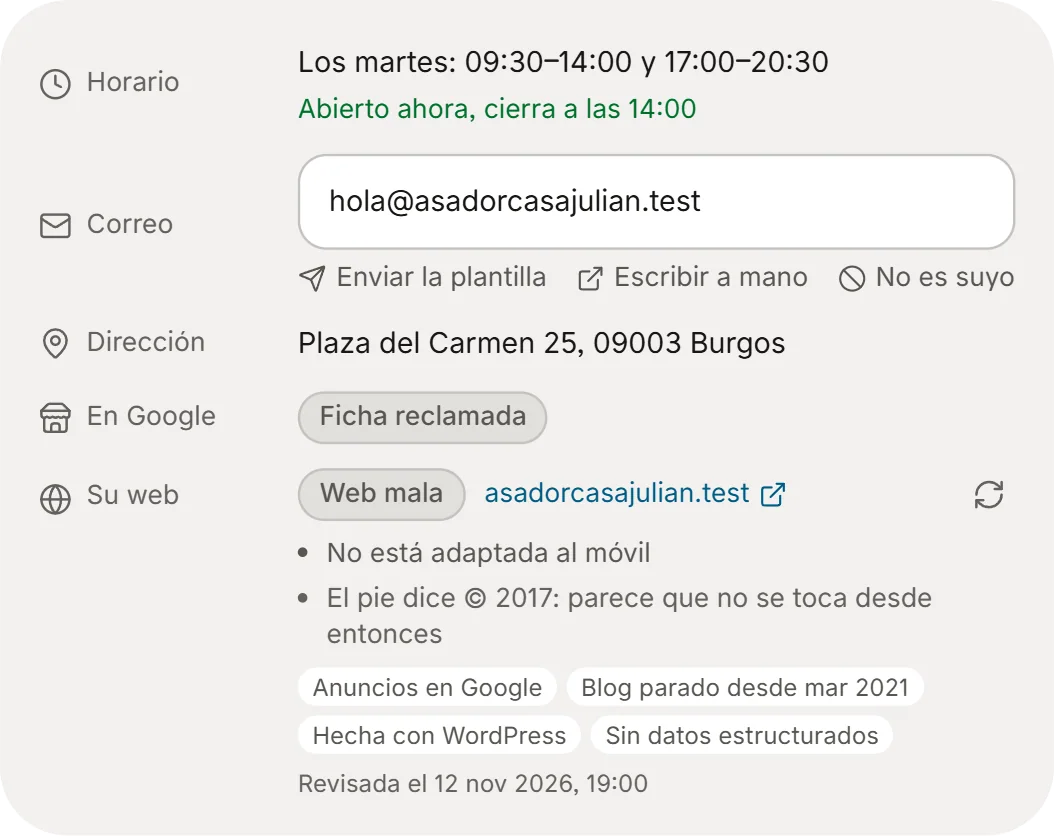 Horario
Los martes: 09:30–14:00 y 17:00–20:30
Abierto ahora, cierra a las 14:00
Correo
hola@asadorcasajulian.test
Enviar la plantilla
Escribir a mano
No es suyo
Dirección
Plaza del Carmen 25, 09003 Burgos
En Google
Ficha reclamada
Su web
Web mala
asadorcasajulian.test
• No está adaptada al móvil
• El pie dice © 2017: parece que no se toca desde
entonces
Anuncios en Google
Blog parado desde mar 2021
Hecha con WordPress
Sin datos estructurados
Revisada el 12 nov 2026, 19:00